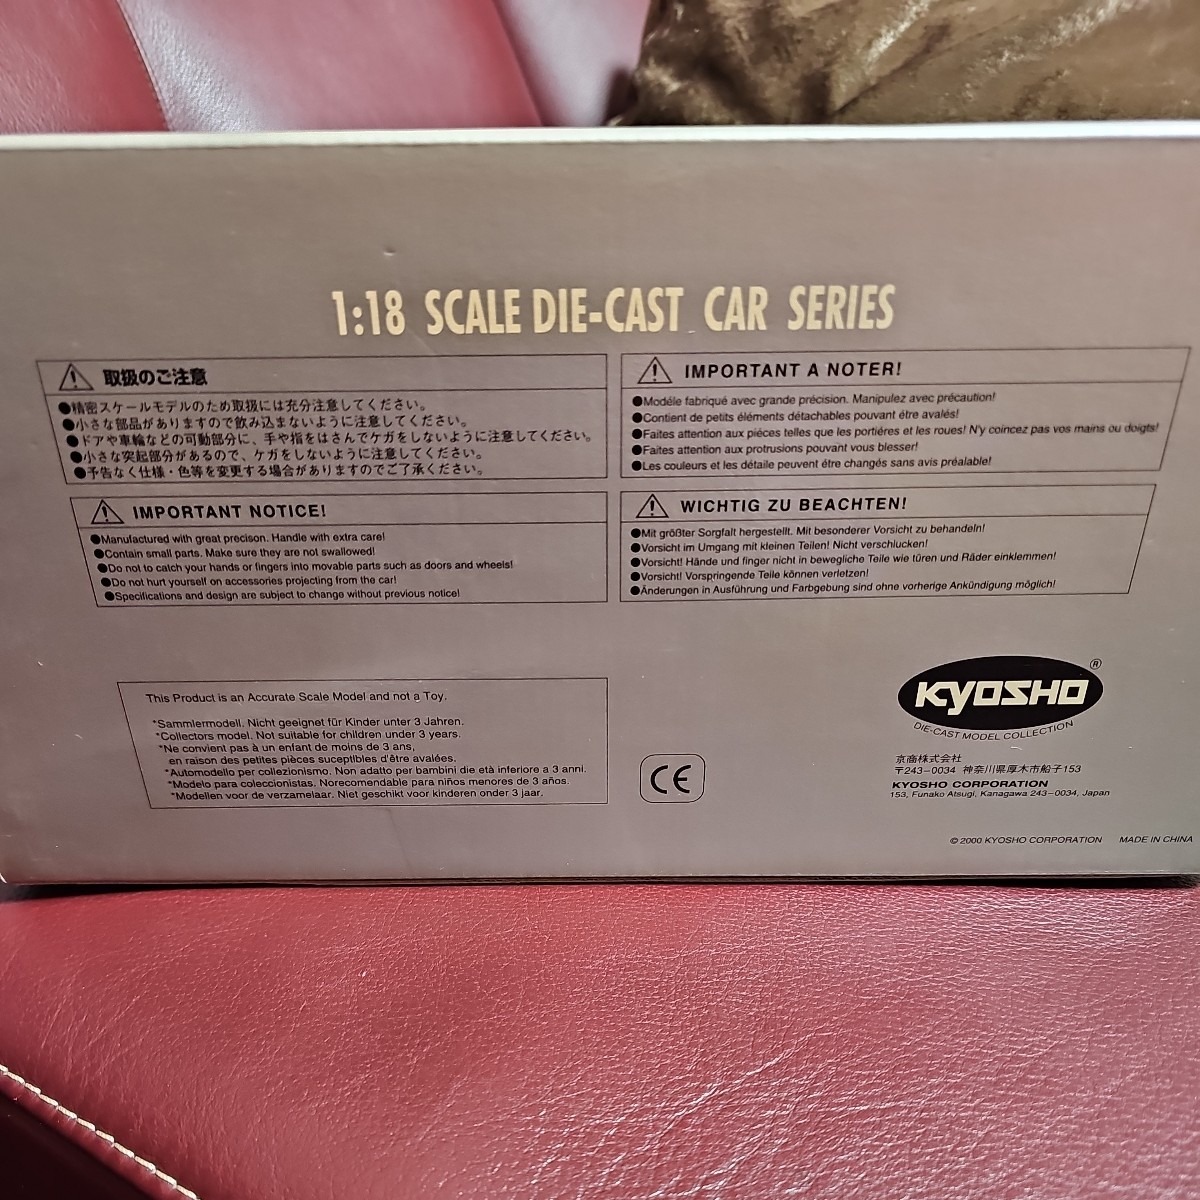 1:18 SCALE DIE-CAST CAR SERIES
取扱のご注意
●精密スケールモデルのため取扱には充分注意してください。
●小さな部品がありますので飲み込まないように注意してください。
●ドアや車輪などの可動部分に、手や指をはさんでケガをしないように注意してください。
●小さな突起部分があるので、ケガをしないように注意してください。
●予告なく仕様・色等を変更する場合がありますのでご了承ください。
IMPORTANT A NOTER!
●Modéle fabriqué avec grande précision. Manipulez avec précaution!
●Contient de petits éléments détachables pouvant être avalés!
●Faites attention aux piéces telles que les portiéres et les roues! N'y coincez pas vos mains ou doigts!
●Faites attention aux protrusions pouvant vous blesser!
●Les couleurs et les détaile peuvent étre changés sans avis préalable!
IMPORTANT NOTICE!
●Manufactured with great precison. Handle with extra care!
●Contain small parts. Make sure they are not swallowed!
●Do not to catch your hands or fingers into movable parts such as doors and wheels!
●Do not hurt yourself on accessories projecting from the car!
●Specifications and design are subject to change without previous notice!
WICHTIG ZU BEACHTEN!
●Mit größter Sorgfalt hergestellt. Mit besonderer Vorsicht zu behandeln!
●Vorsicht im Umgang mit kleinen Teilen! Nicht verschlucken!
●Vorsicht! Hände und finger nicht in bewegliche Teile wie türen und Räder einklemmen!
●Vorsicht! Vorspringende Teile können verletzen!
●Änderungen in Ausführung und Farbgebung sind ohne vorherige Ankündigung möglich!
This Product is an Accurate Scale Model and not a Toy.
*Sammlermodell. Nicht geeignet für Kinder unter 3 Jahren.
*Collectors model. Not suitable for children under 3 years.
*Ne convient pas à un enfant de moins de 3 ans,
en raison des petites pièces suceptibles d'être avalées.
*Automodello per collezionismo. Non adatto per bambini die età inferiore a 3 anni.
*Modelo para coleccionistas. Norecomendable para niños menores de 3 años.
*Modellen voor de verzamelaar. Niet geschikt voor kinderen onder 3 jaar.
CE
KYOSHO ®
DIE-CAST MODEL COLLECTION
京商株式会社
〒243-0034 神奈川県厚木市船子153
KYOSHO CORPORATION
153, Funako Atsugi, Kanagawa 243-0034, Japan
© 2000 KYOSHO CORPORATION MADE IN CHINA